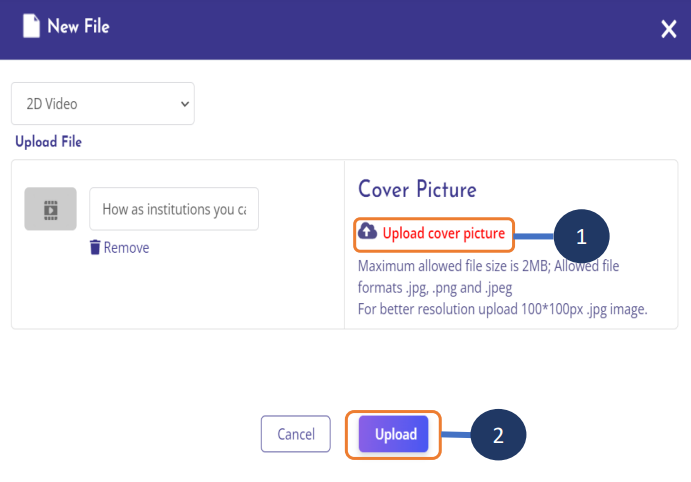 New File
2D Video
Upload File
How as institutions you ca
Remove
Cover Picture
Upload cover picture
1
Maximum allowed file size is 2MB; Allowed file
formats .jpg, .png and .jpeg
For better resolution upload 100*100px .jpg image.
Cancel
Upload
2